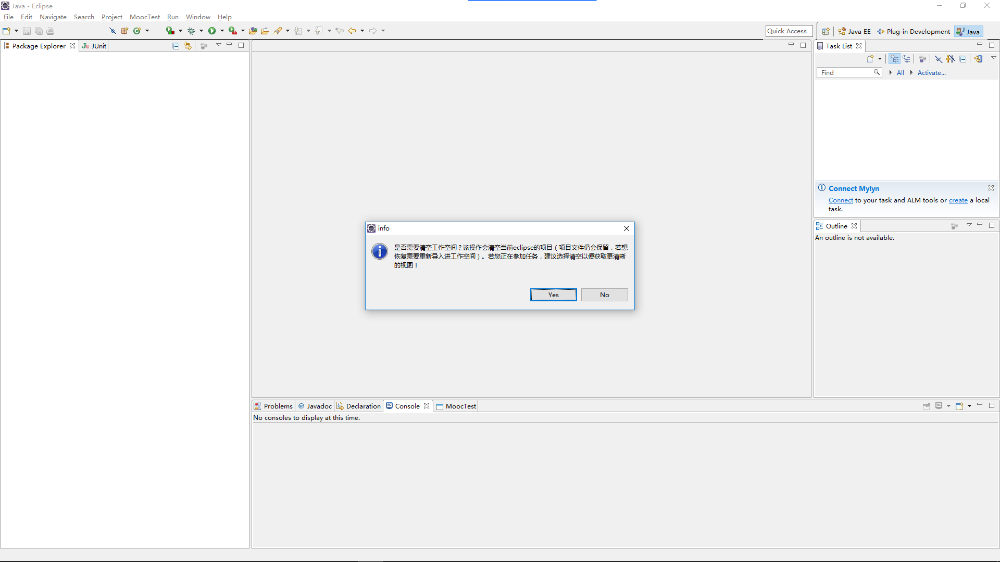 Java - Eclipse
File Edit Navigate Search Project MoocTest Run Window Help
Quick Access
Java EE
Plug-in Development
Java
Package Explorer
JUnit
Task List
Find
All
Activate...
Connect Mylyn
Connect to your task and ALM tools or create a local
task.
Outline
An outline is not available.
info
是否需要清空工作空间？该操作会清空当前eclipse的项目（项目文件仍会保留，若想
恢复需要重新导入进工作空间）。若您正在参加任务，建议选择清空以便获取更清晰
的视图！
Yes
No
Problems
@ Javadoc
Declaration
Console
MoocTest
No consoles to display at this time.